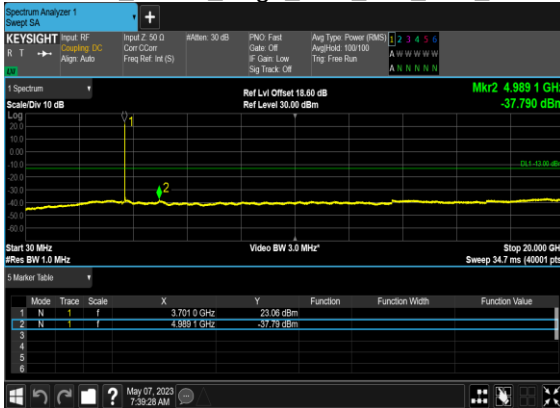 Spectrum Analyzer 1
Swept SA
+
KEYSIGHT Input: RF Input Z: 50 Ω #Atten: 30 dB PNO: Fast Avg Type: Power (RMS) 1 2 3 4 5 6
R T Coupling: DC Corr CCorr Gate: Off Avg|Hold: 100/100 A W W W W W
Align: Auto Freq Ref: Int (S) IF Gain: Low Trig: Free Run
Sig Track: Off A N N N N N
1 Spectrum Ref Lvl Offset 18.60 dB Mkr2 4.989 1 GHz
Scale/Div 10 dB Ref Level 30.00 dBm -37.790 dBm
Log
1
20.0
10.0
0.00
-10.0
DL1 -13.00 dBm
-20.0
-30.0
2
-40.0
-50.0
-60.0
Start 30 MHz Video BW 3.0 MHz* Stop 20.000 GH
#Res BW 1.0 MHz Sweep 34.7 ms (40001 pts
5 Marker Table
Mode Trace Scale X Y Function Function Width Function Value
1 N 1 f 3.701 0 GHz 23.06 dBm
2 N 1 f 4.989 1 GHz -37.79 dBm
3
4
5
6
? May 07, 2023
7:39:28 AM